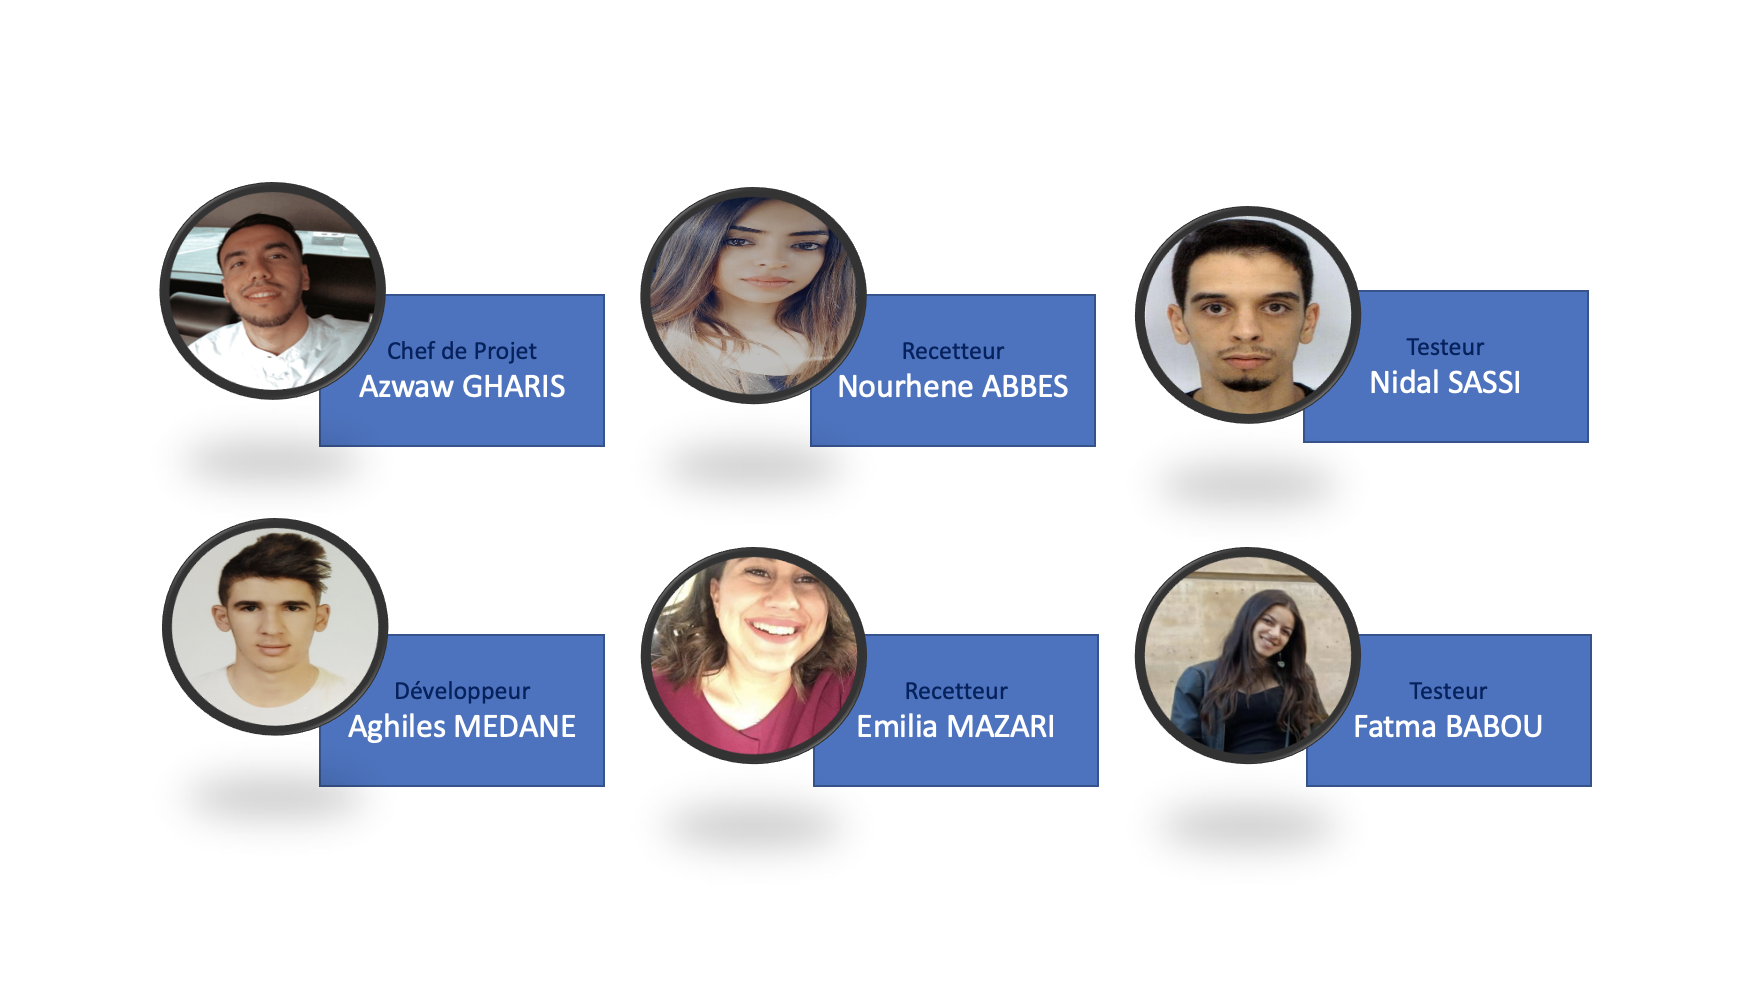 Chef de Projet
Azwaw GHARIS
Recetteur
Nourhene ABBES
Testeur
Nidal SASSI
Développeur
Aghiles MEDANE
Recetteur
Emilia MAZARI
Testeur
Fatma BABOU